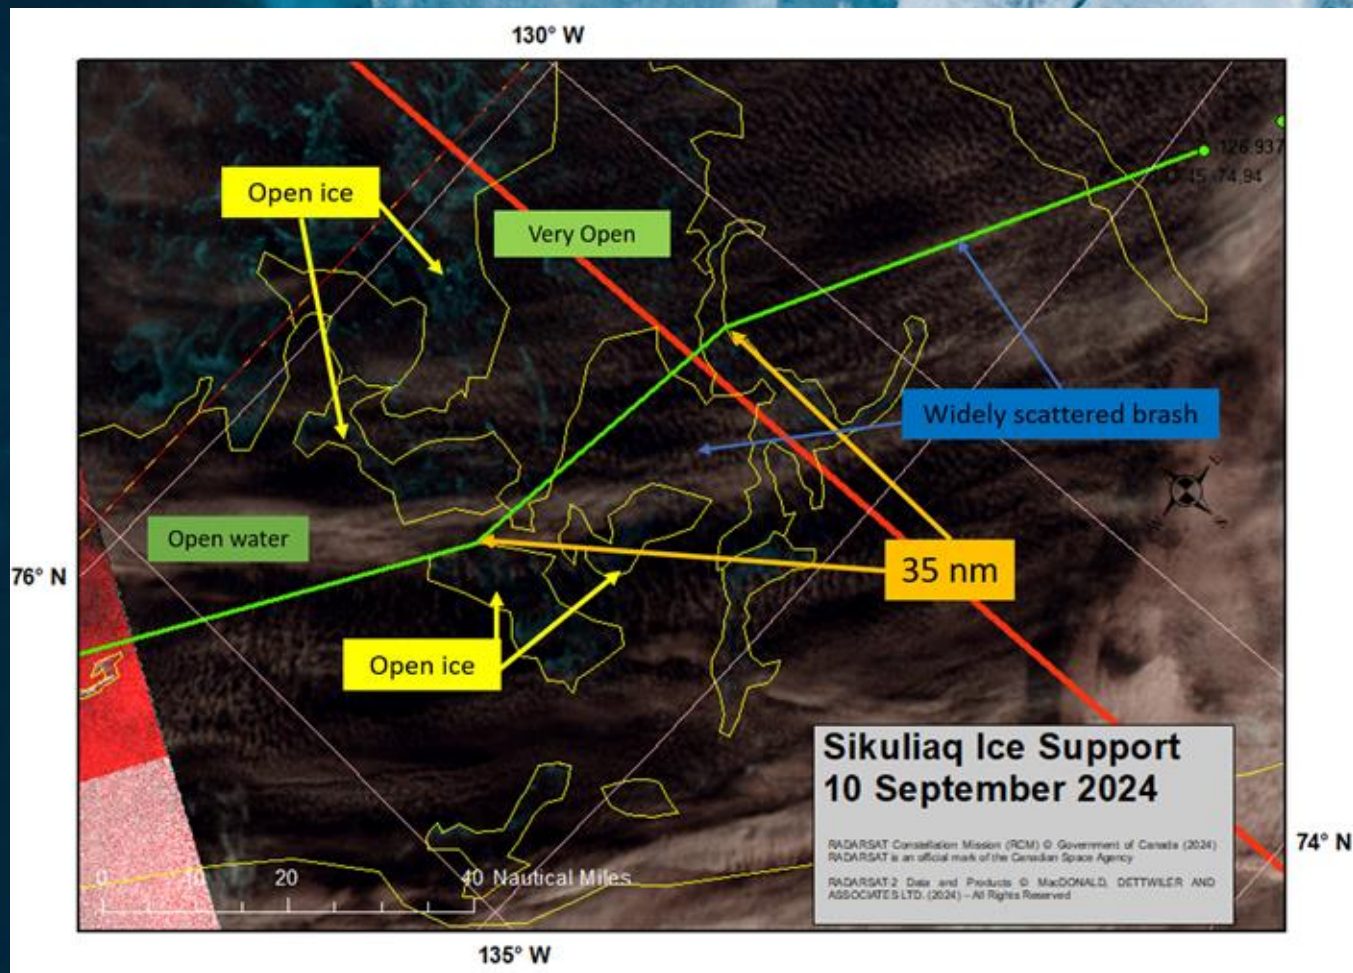 130° W
126.937
74.94
Open ice
Very Open
Widely scattered brash
Open water
76° N
35 nm
Open ice
Sikuliaq Ice Support
10 September 2024
RADARSAT Constellation Mission (RCM) © Government of Canada (2024)
RADARSAT is an official mark of the Canadian Space Agency
RADARSAT-2 Data and Products © MacDONALD, DETTWILER AND
ASSOCIATES LTD. (2024) – All Rights Reserved
74° N
0 10 20 40 Nautical Miles
135° W